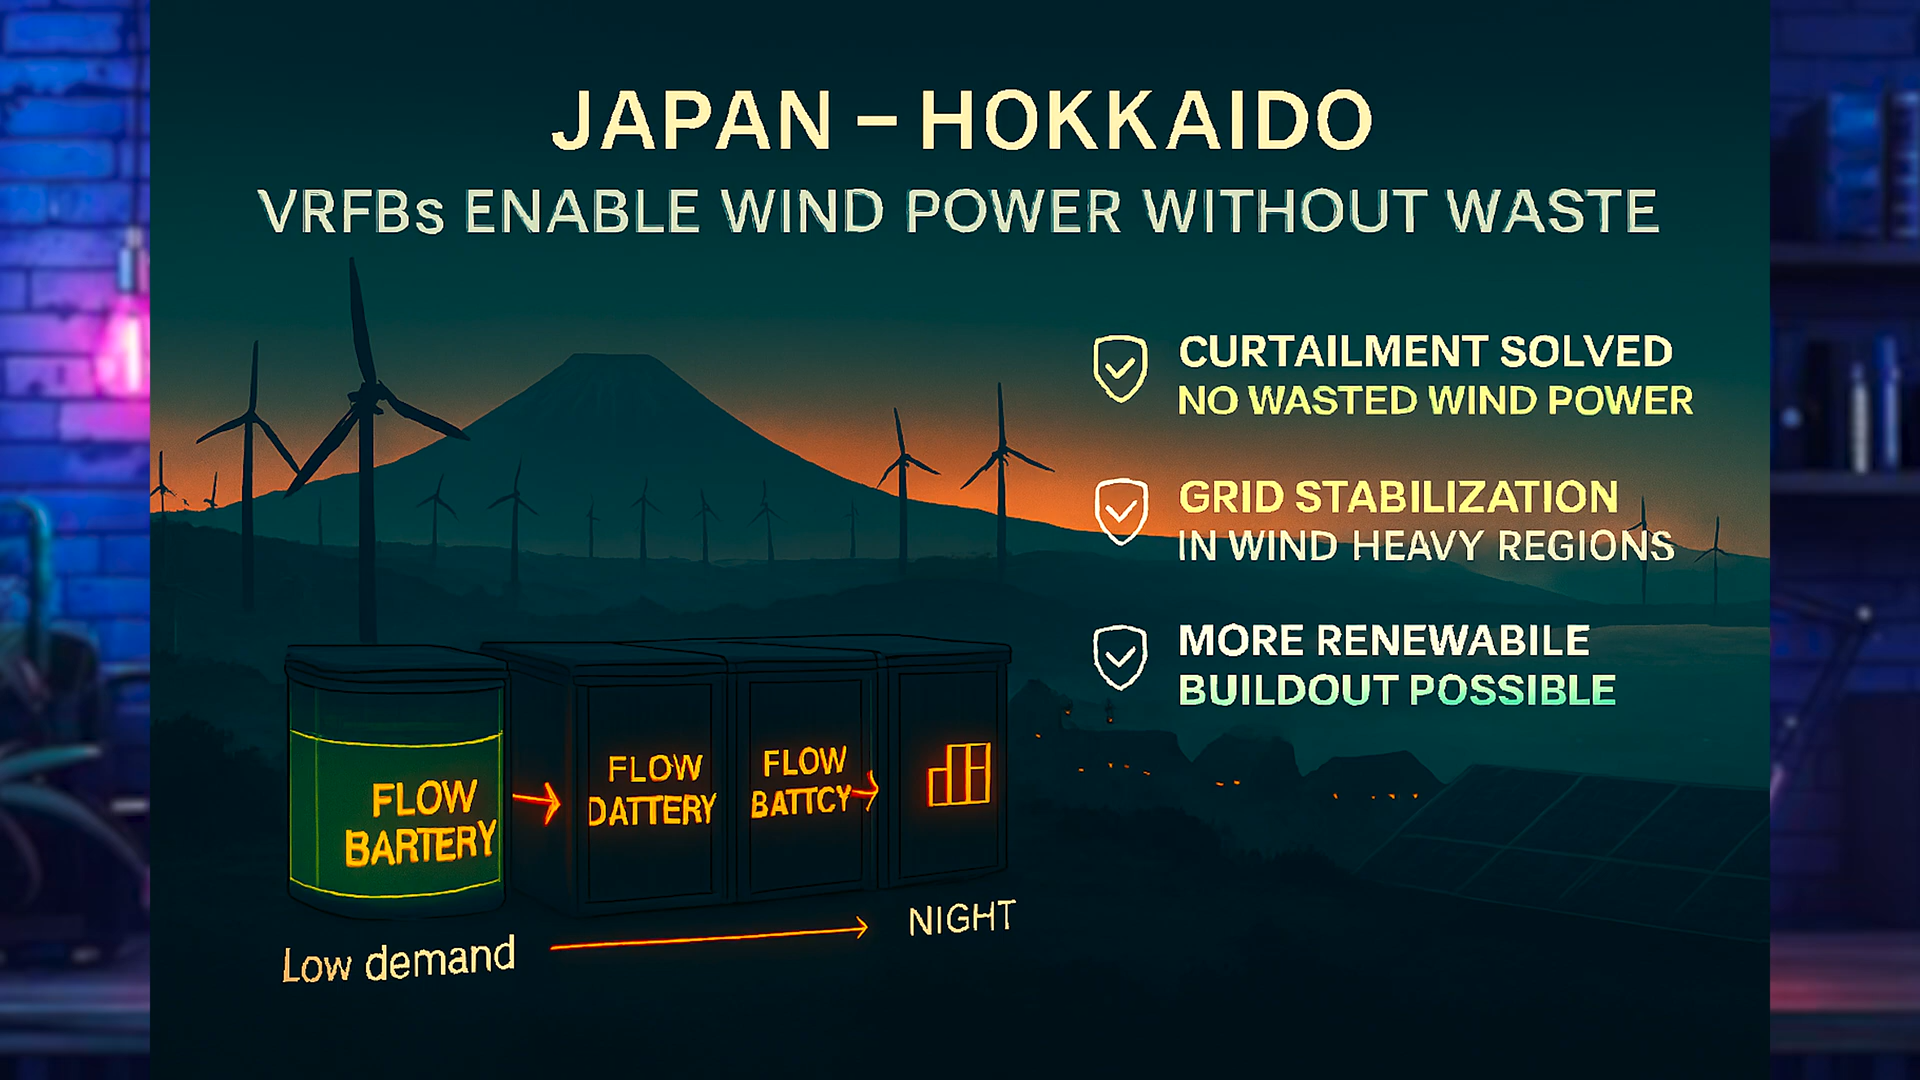 JAPAN – HOKKAIDO
VRFBs ENABLE WIND POWER WITHOUT WASTE
CURTAILMENT SOLVED
NO WASTED WIND POWER
GRID STABILIZATION
IN WIND HEAVY REGIONS
MORE RENEWABILE
BUILDOUT POSSIBLE
FLOW
BARTERY
FLOW
DATTERY
FLOW
BATTCY
Low demand
NIGHT